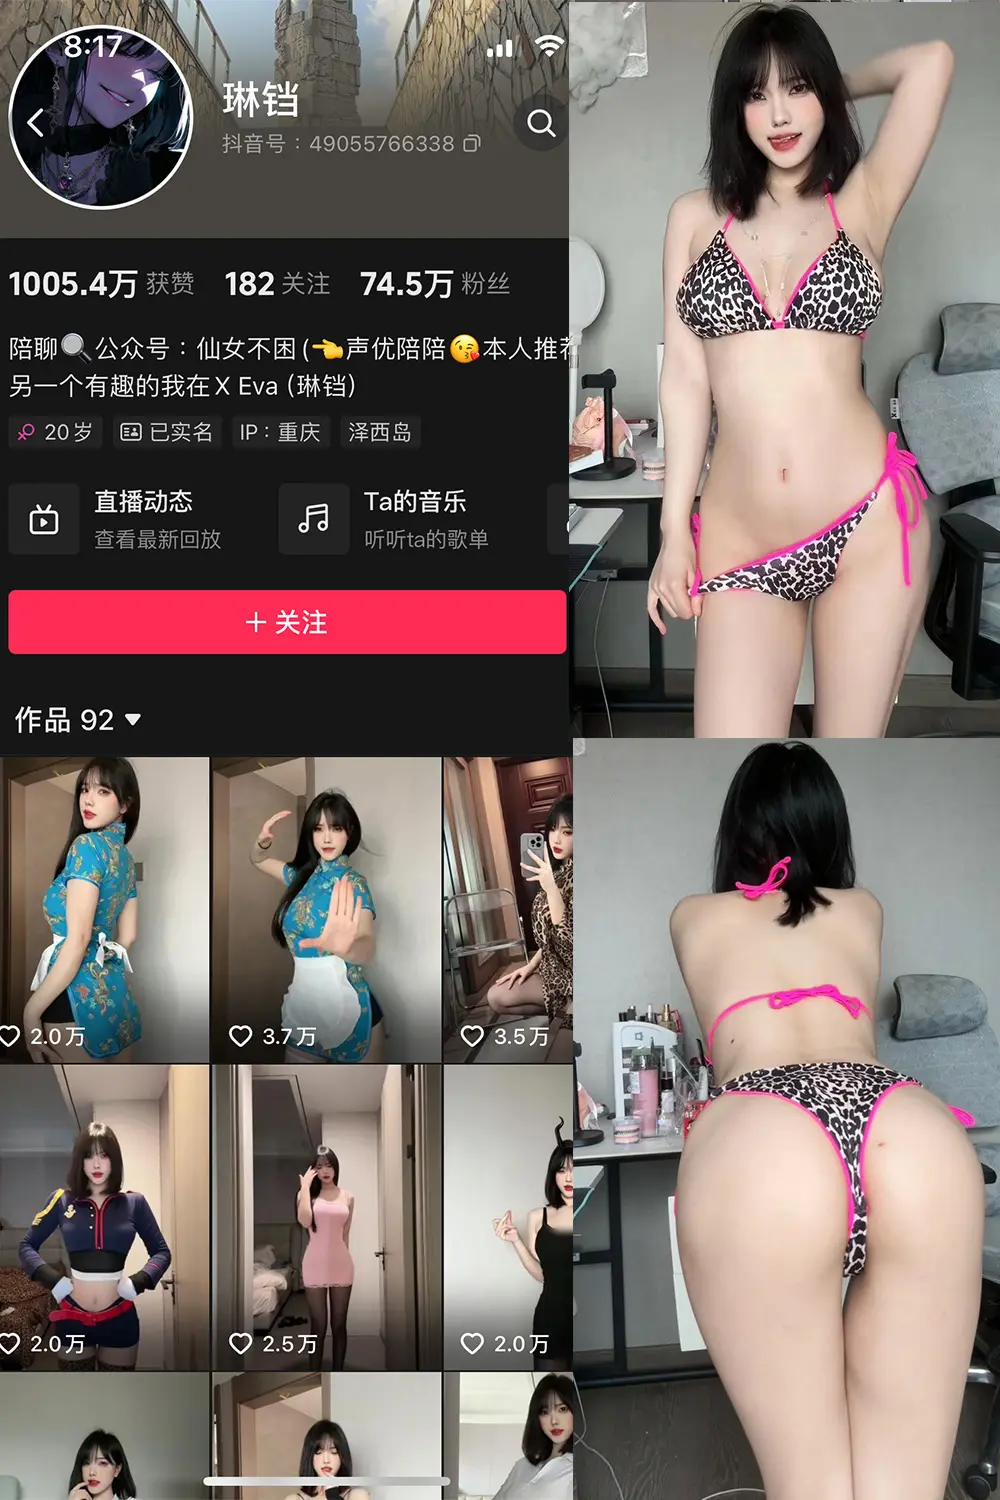 8:17
琳铛
抖音号：49055766338
1005.4万 获赞 182 关注 74.5万 粉丝
陪聊🔍公众号：仙女不困(👈声优陪陪😘本人推荐
另一个有趣的我在X Eva (琳铛)
20岁 已实名 IP：重庆 泽西岛
直播动态
查看最新回放
Ta的音乐
听听ta的歌单
+ 关注
作品 92
2.0万 3.7万 3.5万
2.0万 2.5万 2.0万